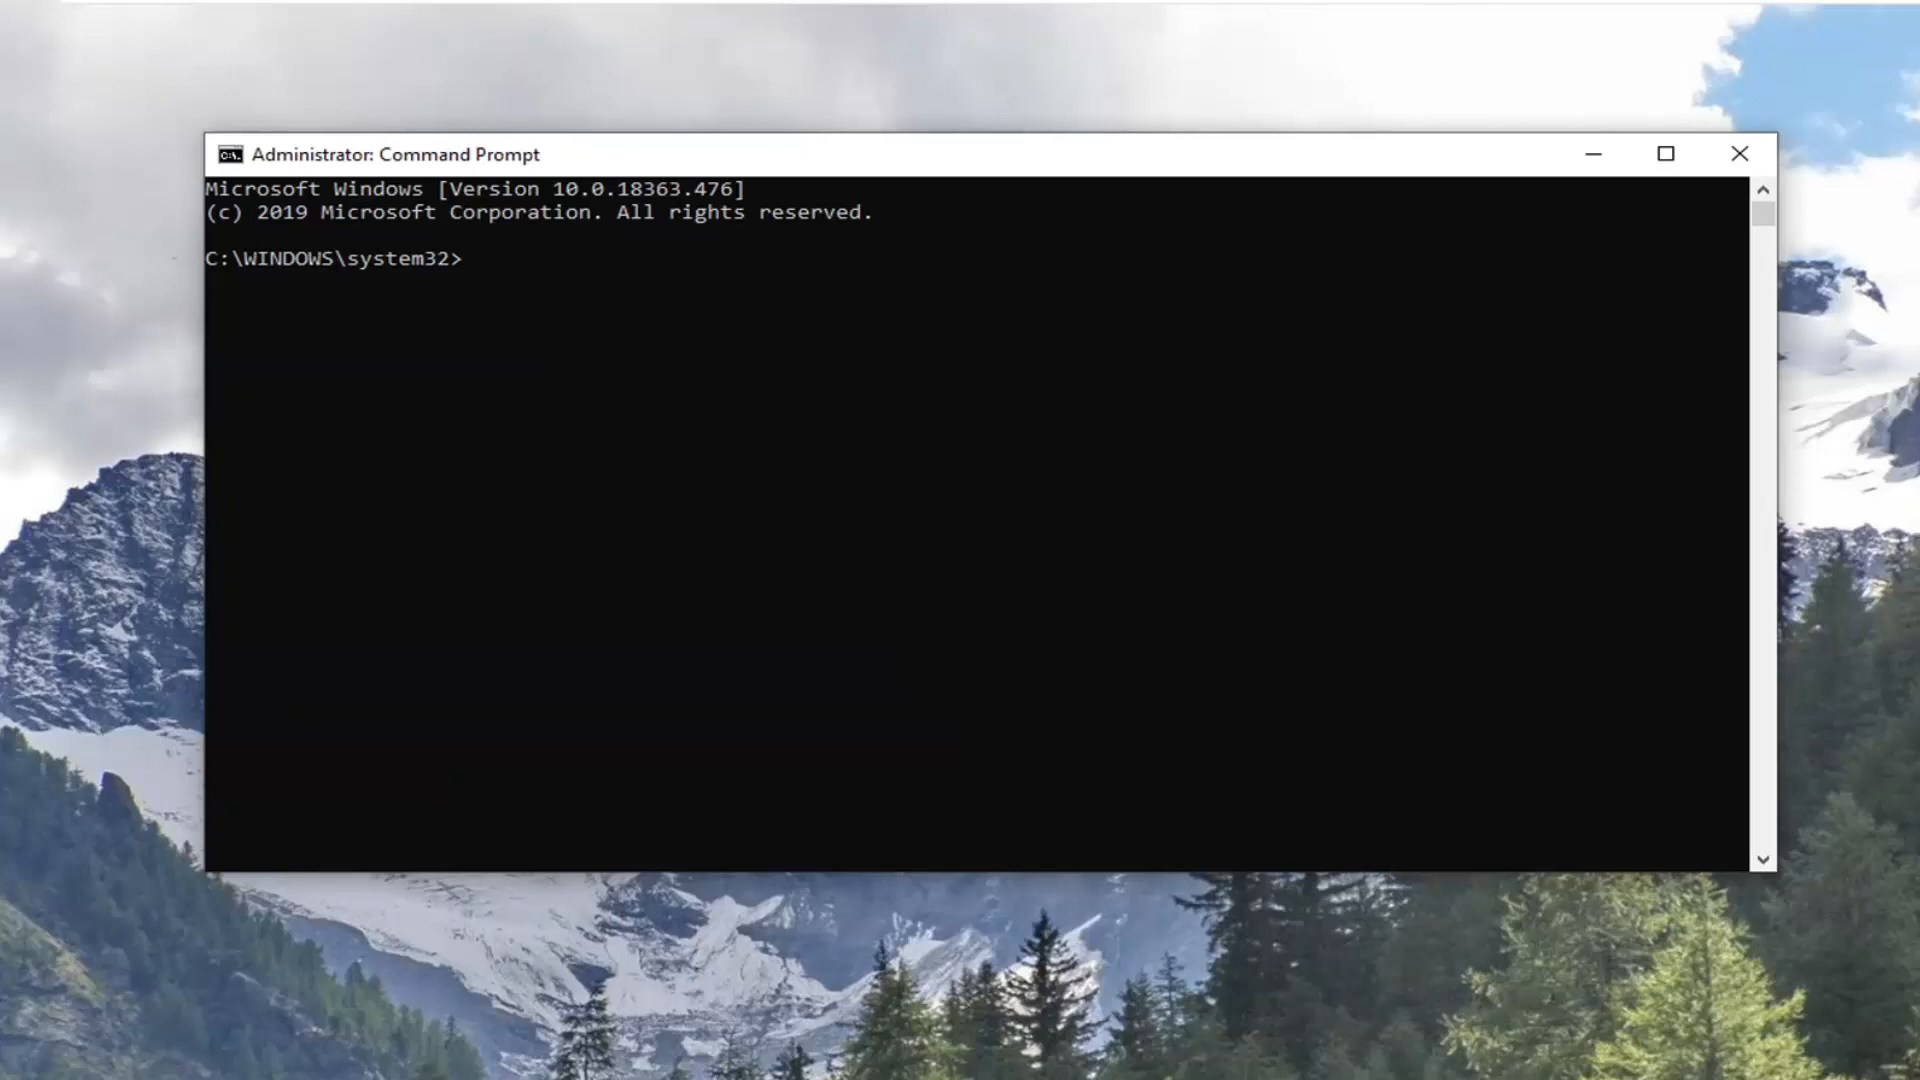 Administrator: Command Prompt
Microsoft Windows [Version 10.0.18363.476]
(c) 2019 Microsoft Corporation. All rights reserved.
C:\WINDOWS\system32>